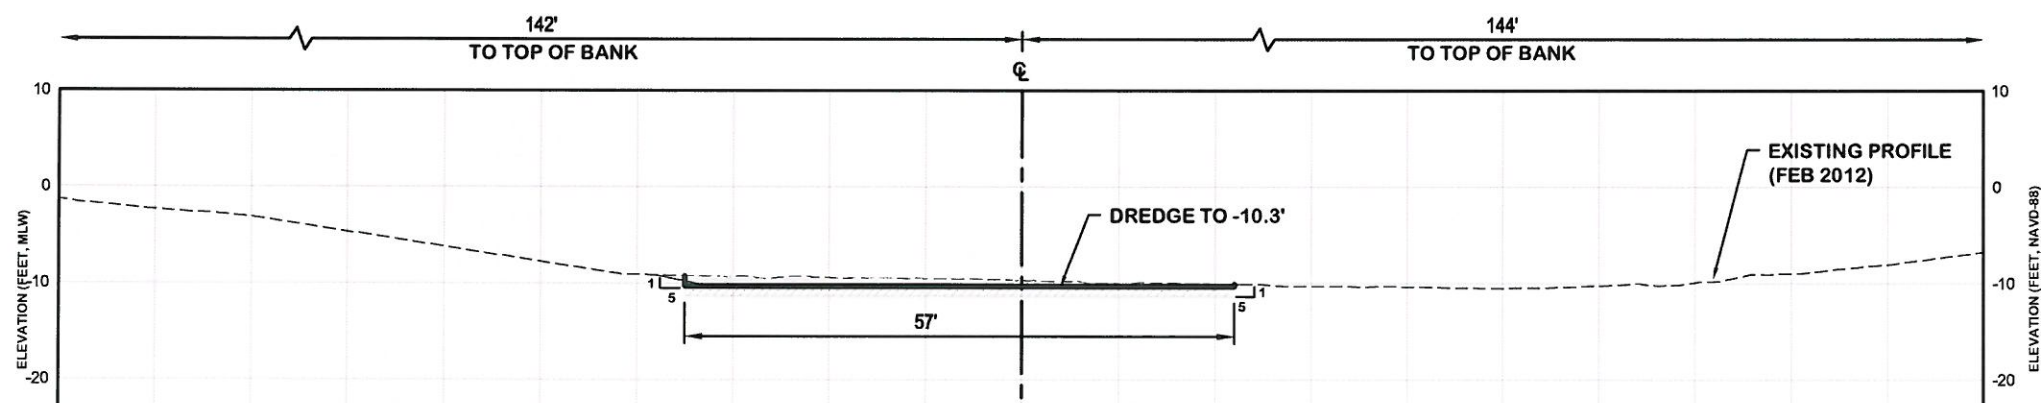 142'
TO TOP OF BANK
144'
TO TOP OF BANK
℄
10
0
-10
-20
ELEVATION (FEET, MLW)
10
0
-10
-20
ELEVATION (FEET, NAVD-88)
EXISTING PROFILE
(FEB 2012)
DREDGE TO -10.3'
1
5
1
5
57'